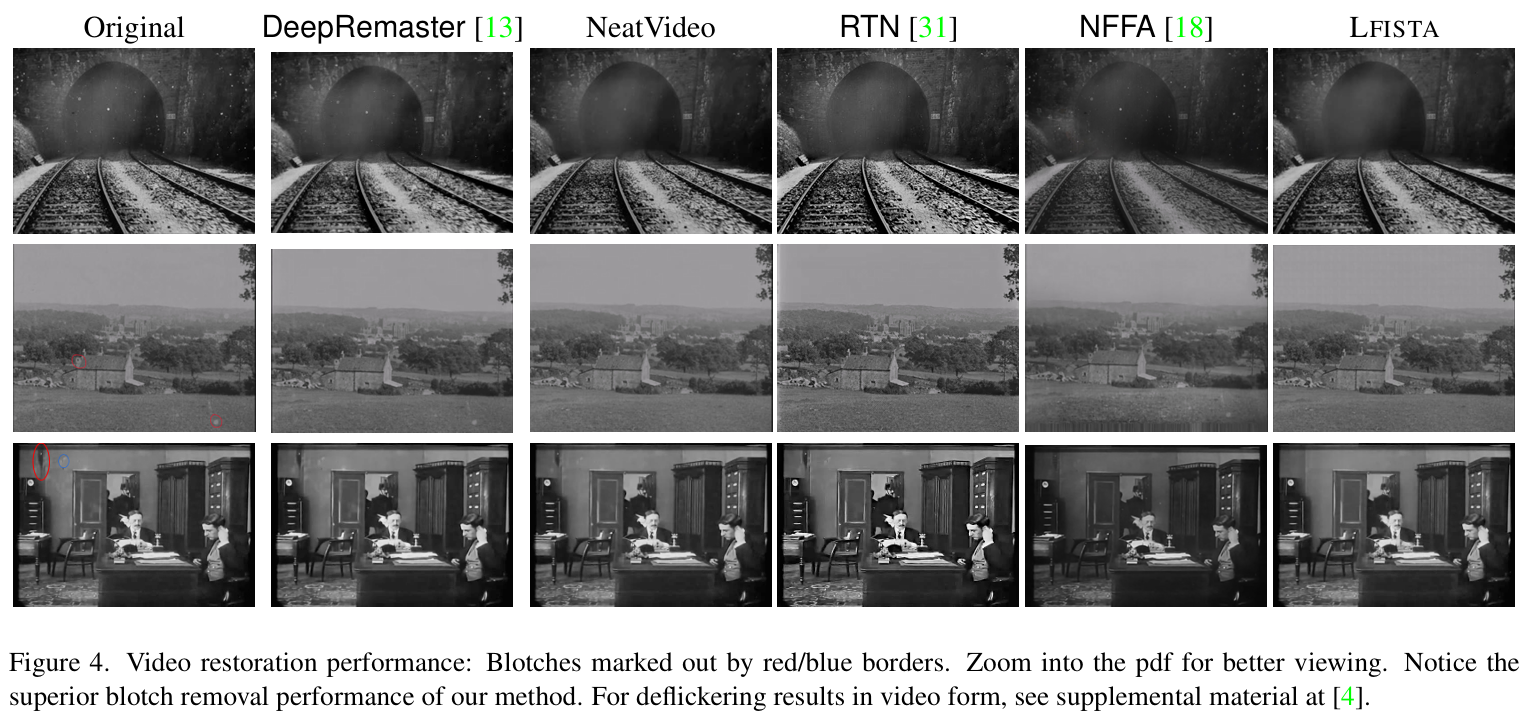 Original DeepRemaster [13] NeatVideo RTN [31] NFFA [18] LFISTA
Figure 4. Video restoration performance: Blotches marked out by red/blue borders. Zoom into the pdf for better viewing. Notice the
superior blotch removal performance of our method. For deflickering results in video form, see supplemental material at [4].